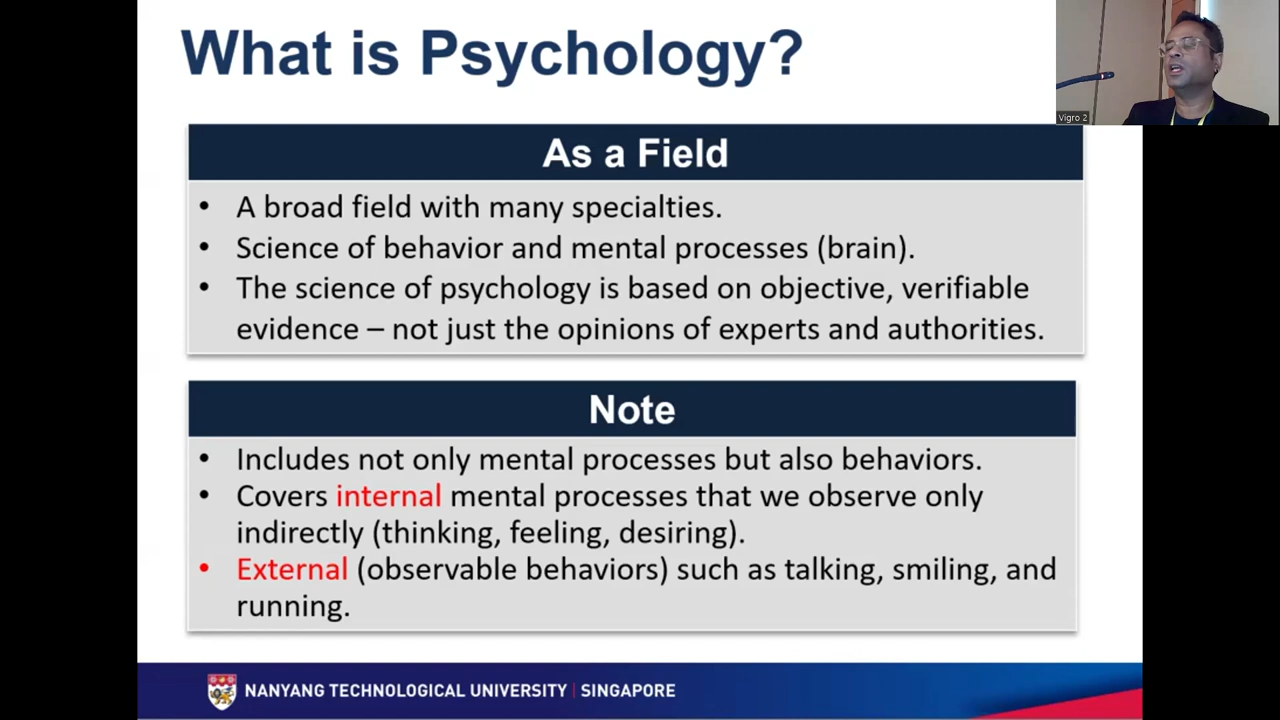 What is Psychology?
Vigro 2
As a Field
• A broad field with many specialties.
• Science of behavior and mental processes (brain).
• The science of psychology is based on objective, verifiable
evidence – not just the opinions of experts and authorities.
Note
• Includes not only mental processes but also behaviors.
• Covers internal mental processes that we observe only
indirectly (thinking, feeling, desiring).
• External (observable behaviors) such as talking, smiling, and
running.
NANYANG TECHNOLOGICAL UNIVERSITY | SINGAPORE